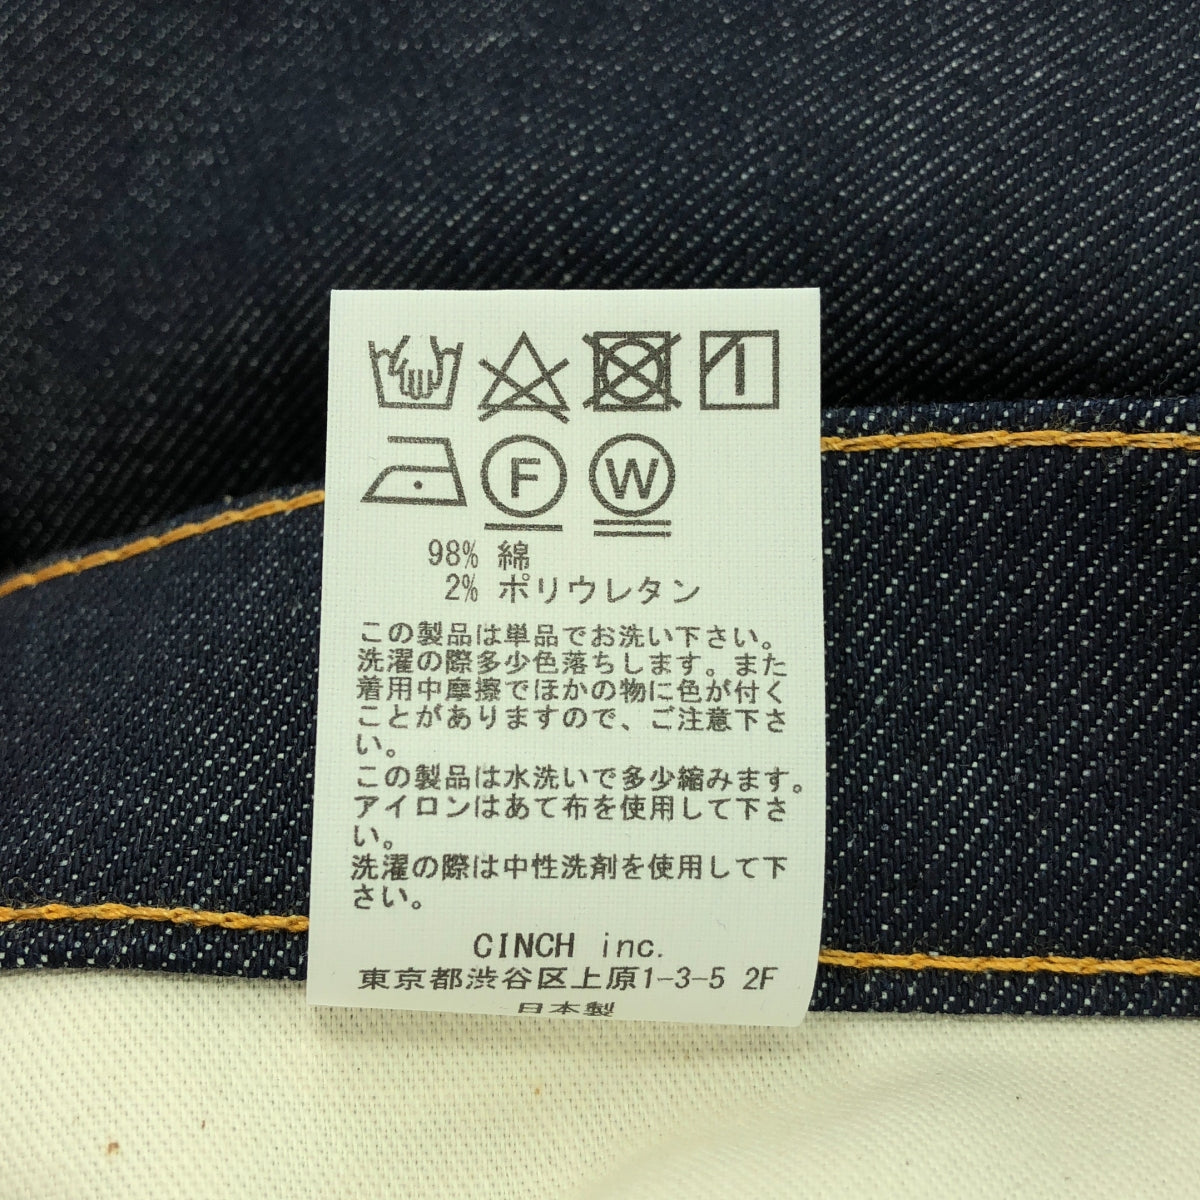 F W
98% 綿
2% ポリウレタン
この製品は単品でお洗い下さい。
洗濯の際多少色落ちします。また
着用中摩擦でほかの物に色が付く
ことがありますので、ご注意下さ
い。
この製品は水洗いで多少縮みます。
アイロンはあて布を使用して下さ
い。
洗濯の際は中性洗剤を使用して下
さい。
CINCH inc.
東京都渋谷区上原1-3-5 2F
日本製